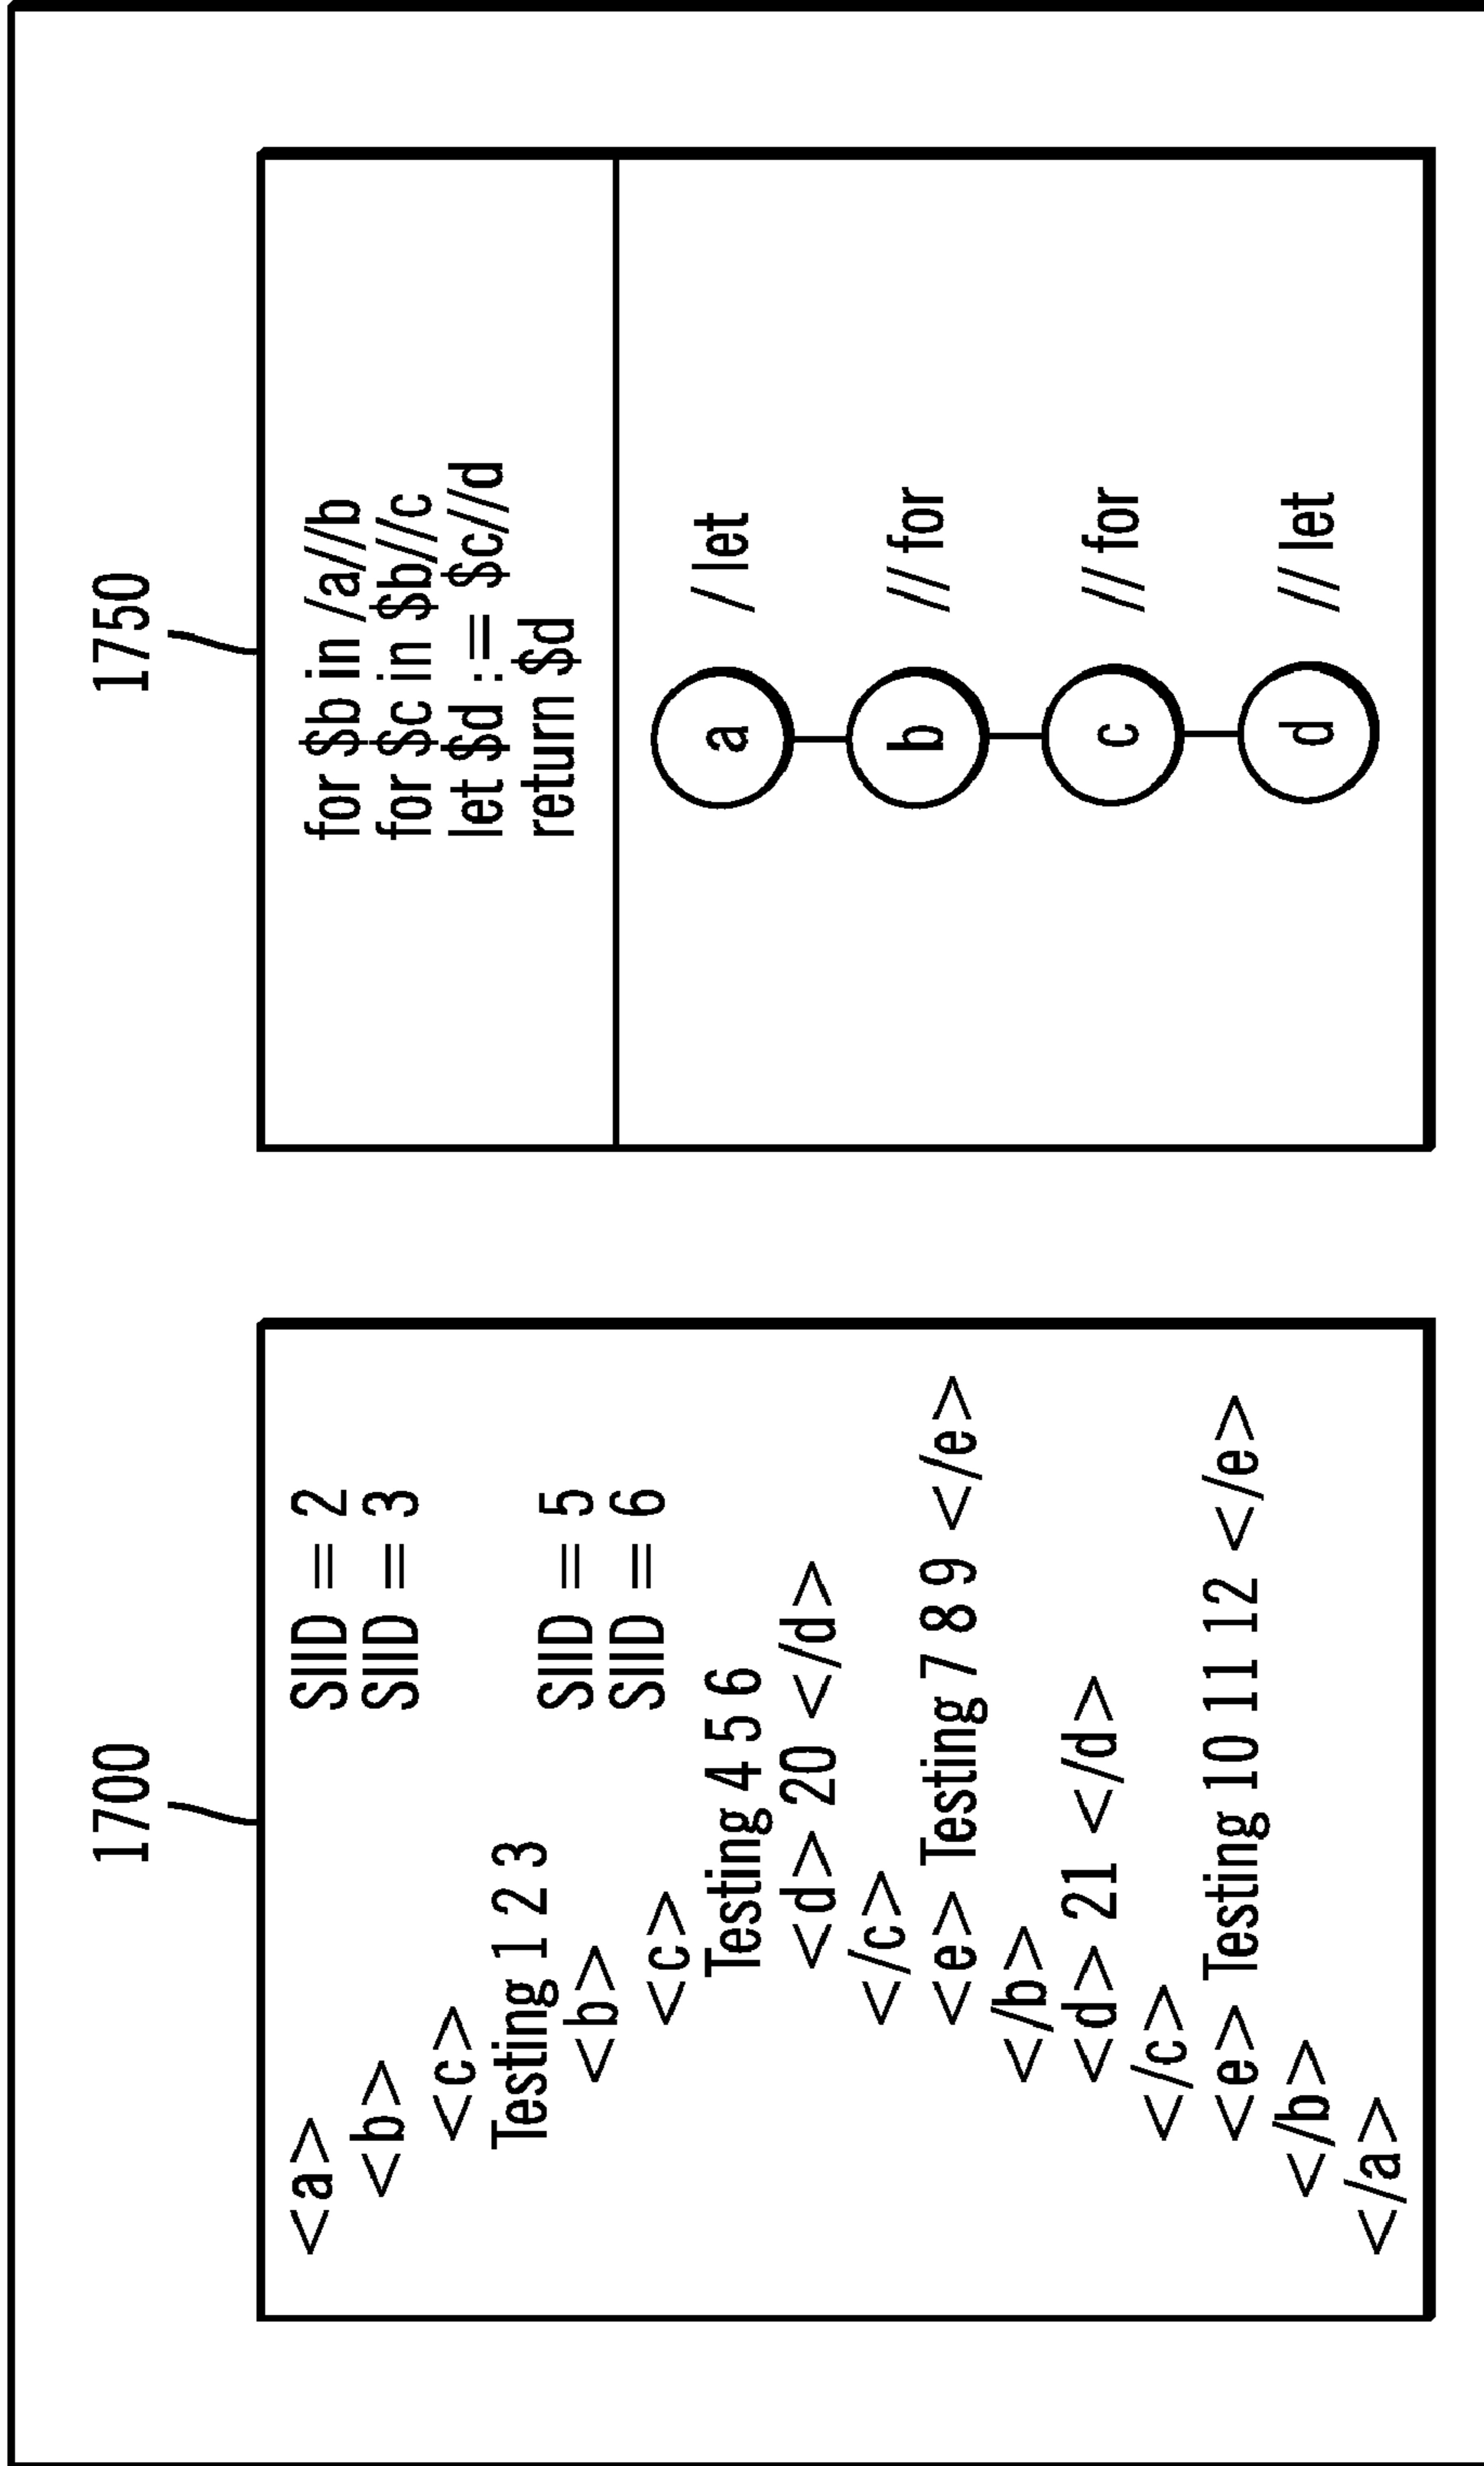 1700
<a> SIID = 2
<b> SIID = 3
<c>
Testing 1 2 3 SIID = 5
<b> SIID = 6
<c>
Testing 4 5 6
<d> 20 </d>
</c>
<e> Testing 7 8 9 </e>
</b>
<d> 21 </d>
</c>
<e> Testing 10 11 12 </e>
</b>
</a>
1750
for $b in //a//b
for $c in $b//c
let $d := $c//d
return $d
a / let
b // for
c // for
d // let